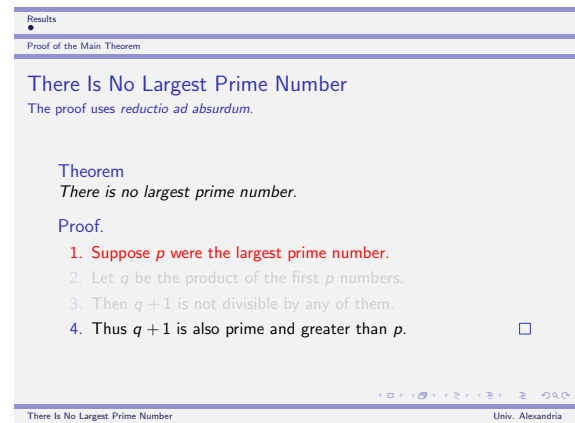 Results
Proof of the Main Theorem
There Is No Largest Prime Number
The proof uses reductio ad absurdum.
Theorem
There is no largest prime number.
Proof.
1. Suppose p were the largest prime number.
2. Let q be the product of the first p numbers.
3. Then q + 1 is not divisible by any of them.
4. Thus q + 1 is also prime and greater than p.
There Is No Largest Prime Number Univ. Alexandria